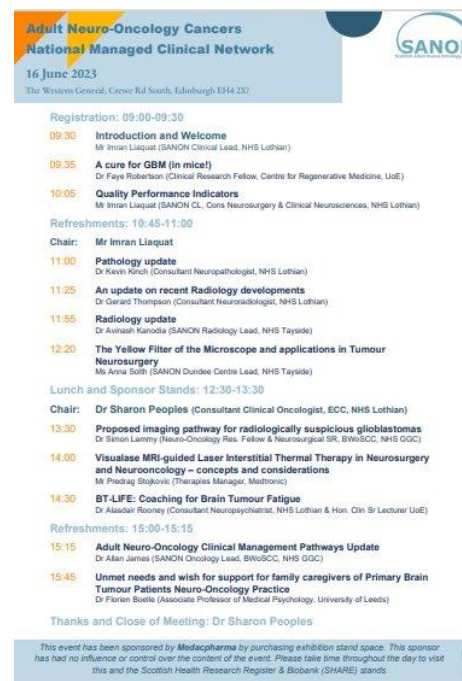 Adult Neuro-Oncology Cancers
National Managed Clinical Network
16 June 2023
The Western General, Crewe Rd South, Edinburgh EH4 2XU
SANON
Scottish Adult Neuro Oncology
Registration: 09:00-09:30
09:30 Introduction and Welcome
Mr Imran Liaquat (SANON Clinical Lead, NHS Lothian)
09:35 A cure for GBM (in mice!)
Dr Faye Robertson (Clinical Research Fellow, Centre for Regenerative Medicine, UoE)
10:05 Quality Performance Indicators
Mr Imran Liaquat (SANON CL, Cons Neurosurgery & Clinical Neurosciences, NHS Lothian)
Refreshments: 10:45-11:00
Chair: Mr Imran Liaquat
11:00 Pathology update
Dr Kevin Kinch (Consultant Neuropathologist, NHS Lothian)
11:25 An update on recent Radiology developments
Dr Gerard Thompson (Consultant Neuroradiologist, NHS Lothian)
11:55 Radiology update
Dr Avinash Kanodia (SANON Radiology Lead, NHS Tayside)
12:20 The Yellow Filter of the Microscope and applications in Tumour
Neurosurgery
Ms Anna Solth (SANON Dundee Centre Lead, NHS Tayside)
Lunch and Sponsor Stands: 12:30-13:30
Chair: Dr Sharon Peoples (Consultant Clinical Oncologist, ECC, NHS Lothian)
13:30 Proposed imaging pathway for radiologically suspicious glioblastomas
Dr Simon Lammy (Neuro-Oncology Res. Fellow & Neurosurgical SR, BWoSCC, NHS GGC)
14:00 Visualase MRI-guided Laser Interstitial Thermal Therapy in Neurosurgery
and Neurooncology – concepts and considerations
Mr Predrag Stojkovic (Therapies Manager, Medtronic)
14:30 BT-LIFE: Coaching for Brain Tumour Fatigue
Dr Alasdair Rooney (Consultant Neuropsychiatrist, NHS Lothian & Hon. Clin Sr Lecturer UoE)
Refreshments: 15:00-15:15
15:15 Adult Neuro-Oncology Clinical Management Pathways Update
Dr Allan James (SANON Oncology Lead, BWoSCC, NHS GGC)
15:45 Unmet needs and wish for support for family caregivers of Primary Brain
Tumour Patients Neuro-Oncology Practice
Dr Florien Boele (Associate Professor of Medical Psychology, University of Leeds)
Thanks and Close of Meeting: Dr Sharon Peoples
This event has been sponsored by Medacpharma by purchasing exhibition stand space. This sponsor
has had no influence or control over the content of the event. Please take time throughout the day to visit
this and the Scottish Health Research Register & Biobank (SHARE) stands